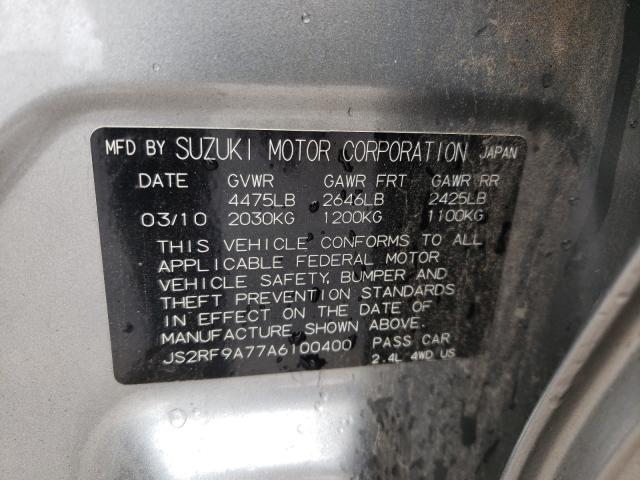 MFD BY SUZUKI MOTOR CORPORATION JAPAN
DATE GVWR GAWR FRT GAWR RR
4475LB 2646LB 2425LB
03/10 2030KG 1200KG 1100KG
THIS VEHICLE CONFORMS TO ALL
APPLICABLE FEDERAL MOTOR
VEHICLE SAFETY, BUMPER AND
THEFT PREVENTION STANDARDS
IN EFFECT ON THE DATE OF
MANUFACTURE SHOWN ABOVE.
JS2RF9A77A6100400 PASS CAR
2.4L 4WD US